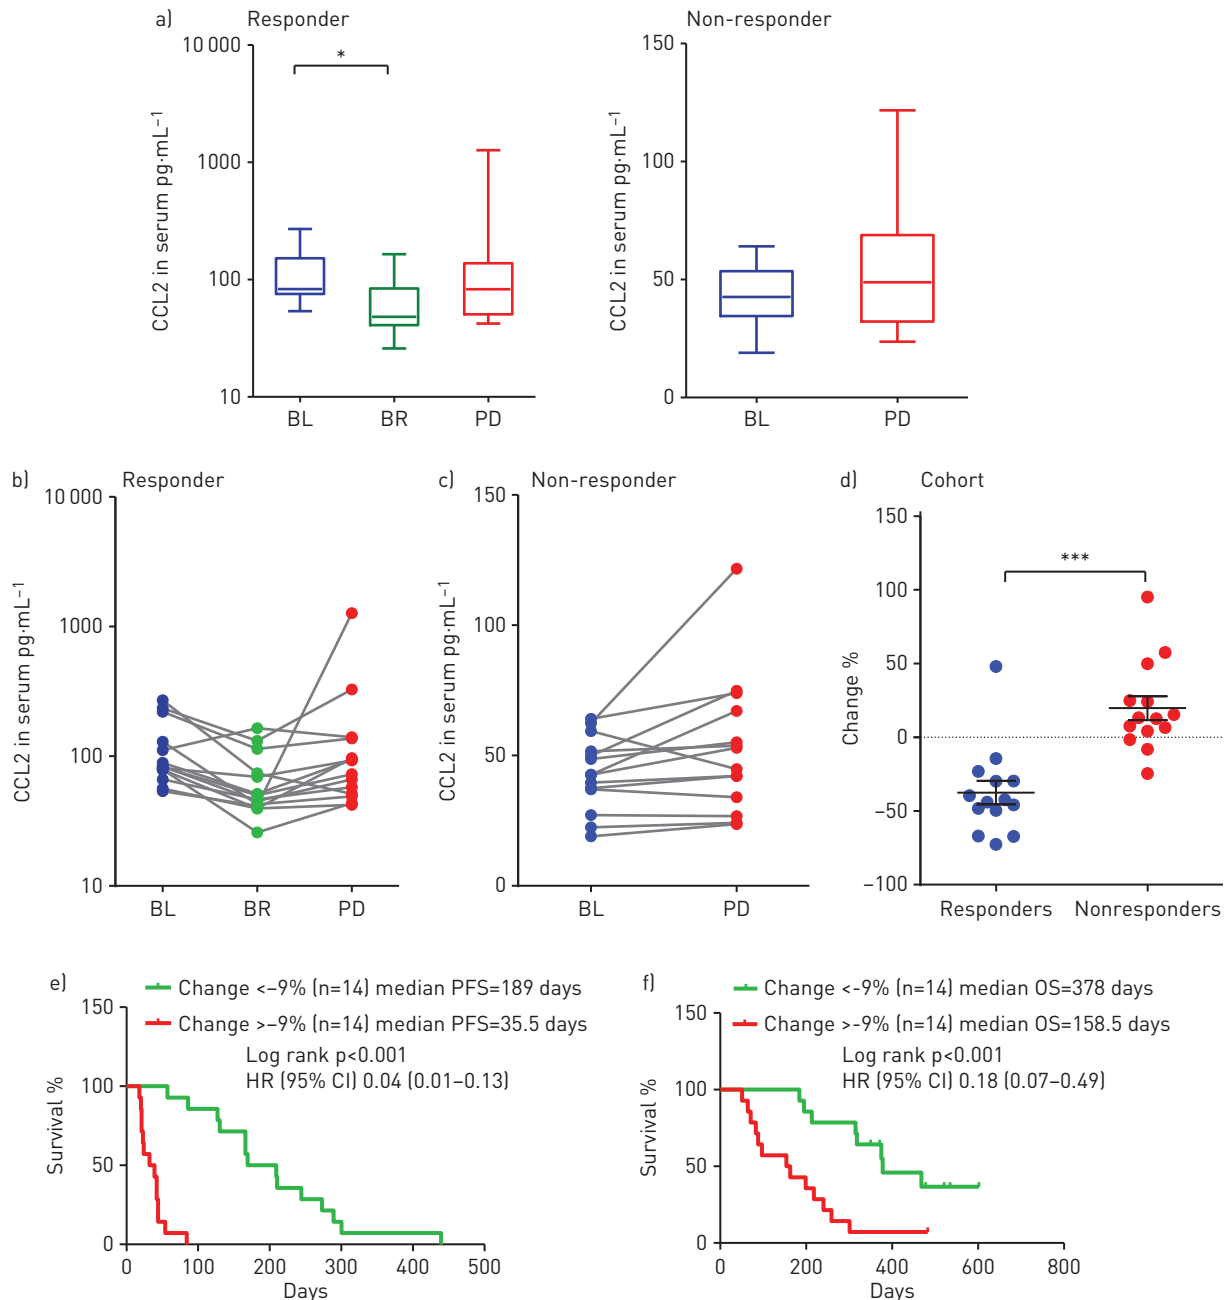 a) Responder
10 000
1000
100
10
CCL2 in serum pg·mL⁻¹
*
BL BR PD
Non-responder
150
100
50
0
CCL2 in serum pg·mL⁻¹
BL PD
b) Responder
10 000
1000
100
10
CCL2 in serum pg·mL⁻¹
BL BR PD
c) Non-responder
150
100
50
0
CCL2 in serum pg·mL⁻¹
BL PD
d) Cohort
150
100
50
0
−50
−100
Change %
***
Responders Nonresponders
e)
Change <−9% (n=14) median PFS=189 days
Change >−9% (n=14) median PFS=35.5 days
Log rank p<0.001
HR (95% CI) 0.04 (0.01–0.13)
150
100
50
0
Survival %
0 100 200 300 400 500
Days
f)
Change <-9% (n=14) median OS=378 days
Change >-9% (n=14) median OS=158.5 days
Log rank p<0.001
HR (95% CI) 0.18 (0.07–0.49)
150
100
50
0
Survival %
0 200 400 600 800
Days